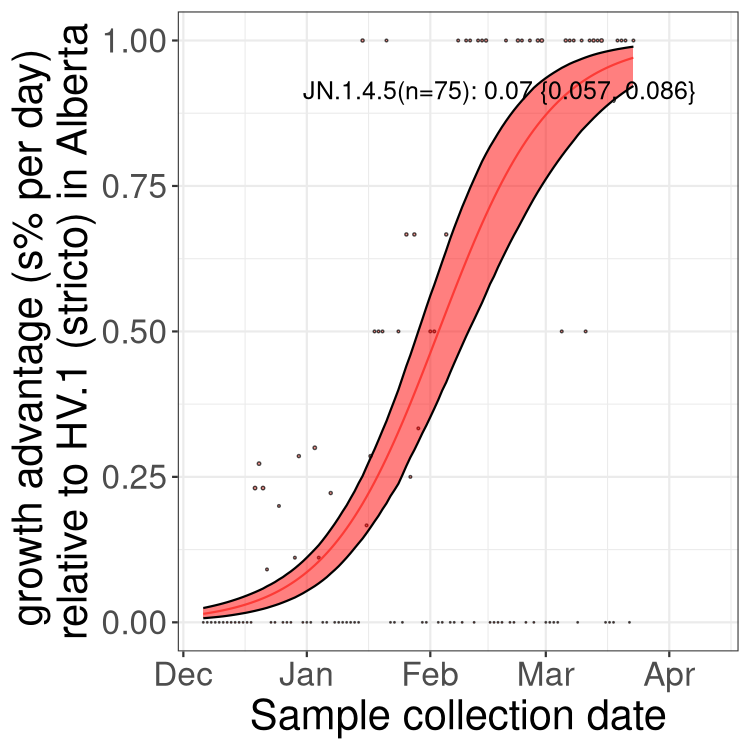 growth advantage (s% per day)
relative to HV.1 (stricto) in Alberta
1.00
0.75
0.50
0.25
0.00
JN.1.4.5(n=75): 0.07 {0.057, 0.086}
Dec Jan Feb Mar Apr
Sample collection date